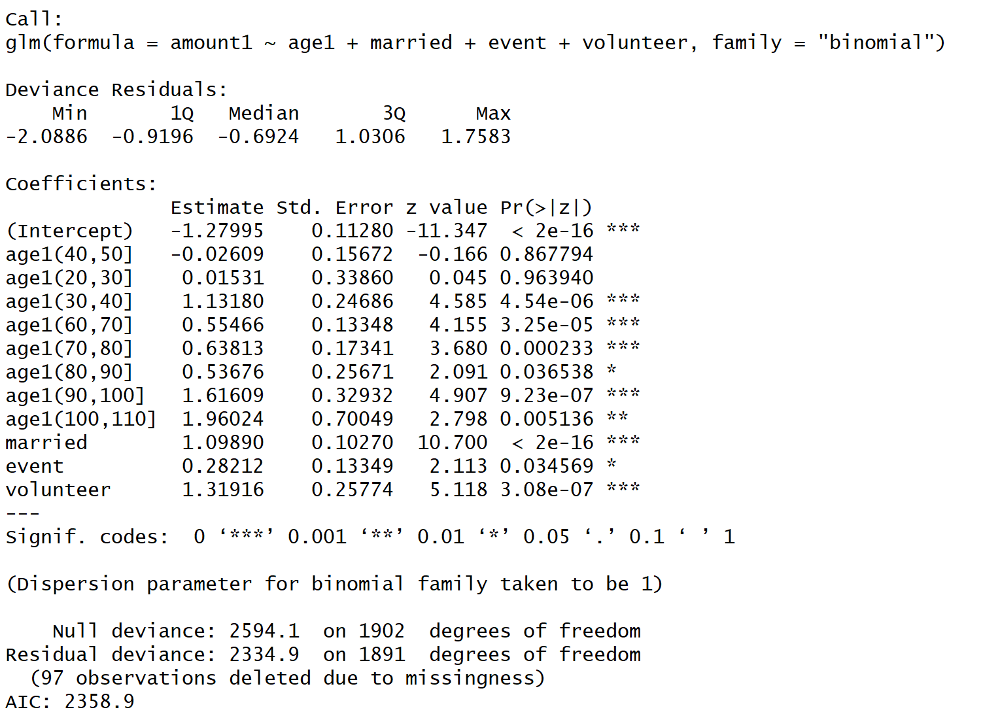 Call:
glm(formula = amount1 ~ age1 + married + event + volunteer, family = "binomial")

Deviance Residuals:
    Min       1Q   Median       3Q      Max
-2.0886  -0.9196  -0.6924   1.0306   1.7583

Coefficients:
              Estimate Std. Error z value Pr(>|z|)
(Intercept)   -1.27995    0.11280 -11.347  < 2e-16 ***
age1(40,50]   -0.02609    0.15672  -0.166 0.867794
age1(20,30]    0.01531    0.33860   0.045 0.963940
age1(30,40]    1.13180    0.24686   4.585 4.54e-06 ***
age1(60,70]    0.55466    0.13348   4.155 3.25e-05 ***
age1(70,80]    0.63813    0.17341   3.680 0.000233 ***
age1(80,90]    0.53676    0.25671   2.091 0.036538 *
age1(90,100]   1.61609    0.32932   4.907 9.23e-07 ***
age1(100,110]  1.96024    0.70049   2.798 0.005136 **
married        1.09890    0.10270  10.700  < 2e-16 ***
event          0.28212    0.13349   2.113 0.034569 *
volunteer      1.31916    0.25774   5.118 3.08e-07 ***
---
Signif. codes:  0 ‘***’ 0.001 ‘**’ 0.01 ‘*’ 0.05 ‘.’ 0.1 ‘ ’ 1

(Dispersion parameter for binomial family taken to be 1)

    Null deviance: 2594.1  on 1902  degrees of freedom
Residual deviance: 2334.9  on 1891  degrees of freedom
  (97 observations deleted due to missingness)
AIC: 2358.9